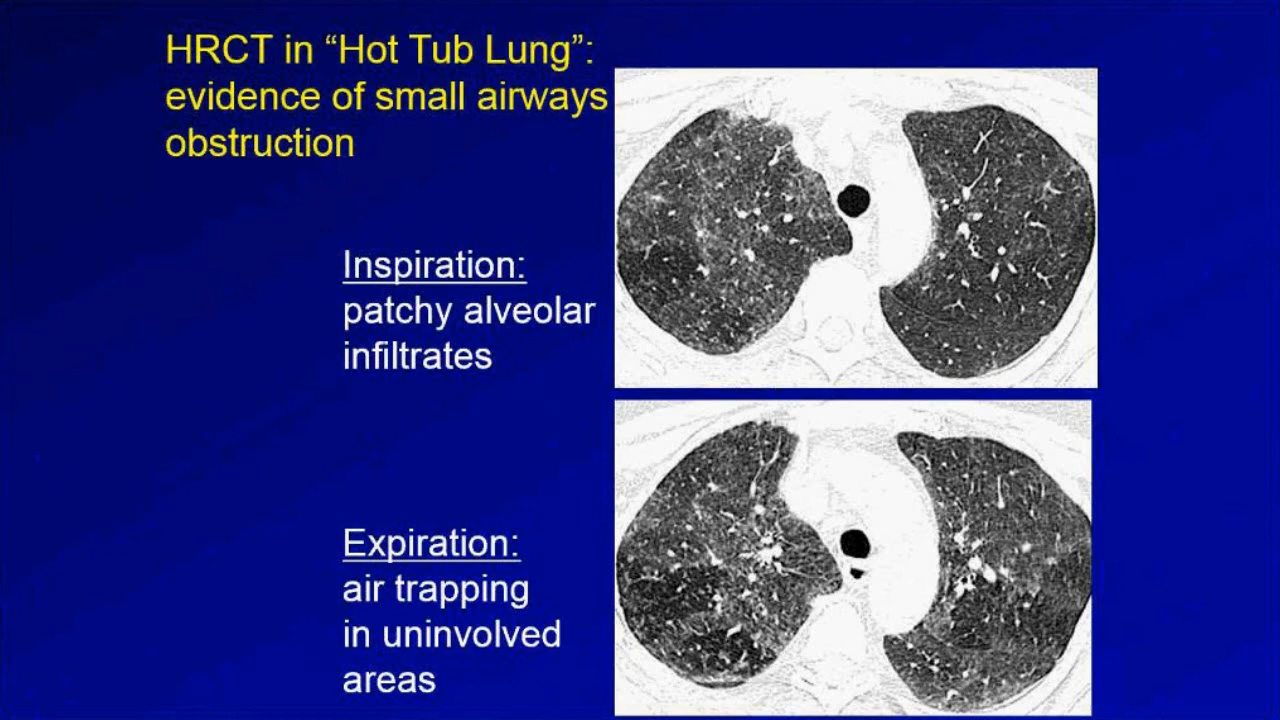 HRCT in “Hot Tub Lung”:
evidence of small airways
obstruction
Inspiration:
patchy alveolar
infiltrates
Expiration:
air trapping
in uninvolved
areas